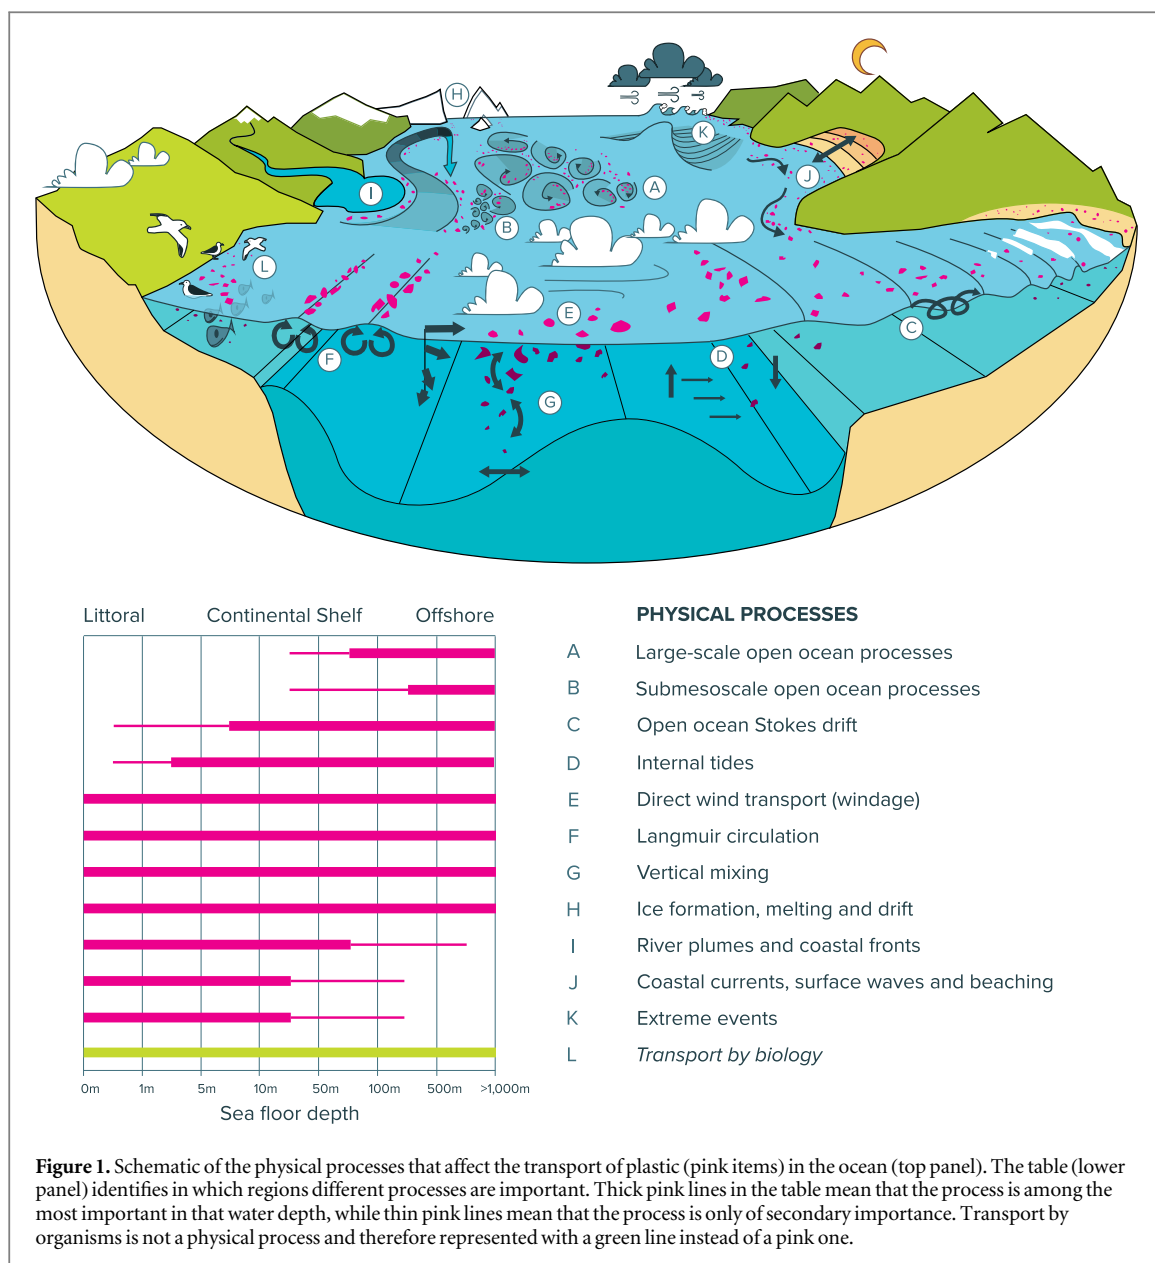 H
K
J
I
A
B
L
E
C
F
D
G
Littoral Continental Shelf Offshore
PHYSICAL PROCESSES
A Large-scale open ocean processes
B Submesoscale open ocean processes
C Open ocean Stokes drift
D Internal tides
E Direct wind transport (windage)
F Langmuir circulation
G Vertical mixing
H Ice formation, melting and drift
I River plumes and coastal fronts
J Coastal currents, surface waves and beaching
K Extreme events
L Transport by biology
0m 1m 5m 10m 50m 100m 500m >1,000m
Sea floor depth
Figure 1. Schematic of the physical processes that affect the transport of plastic (pink items) in the ocean (top panel). The table (lower
panel) identifies in which regions different processes are important. Thick pink lines in the table mean that the process is among the
most important in that water depth, while thin pink lines mean that the process is only of secondary importance. Transport by
organisms is not a physical process and therefore represented with a green line instead of a pink one.